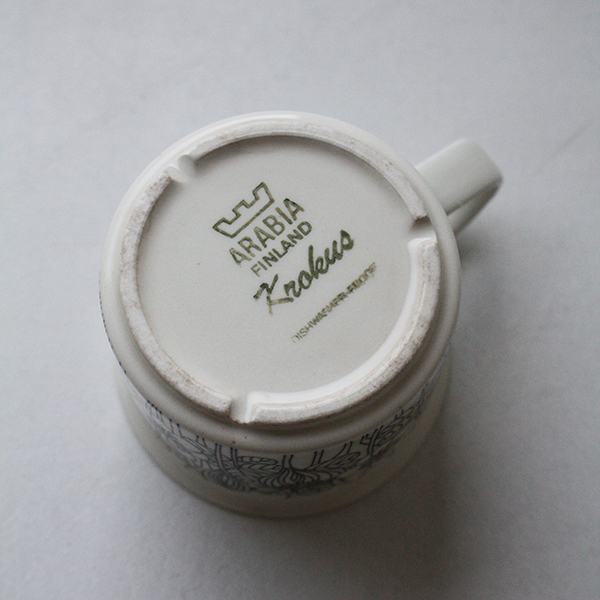 ARABIA
FINLAND
Krokus
DISHWASHER-PROOF